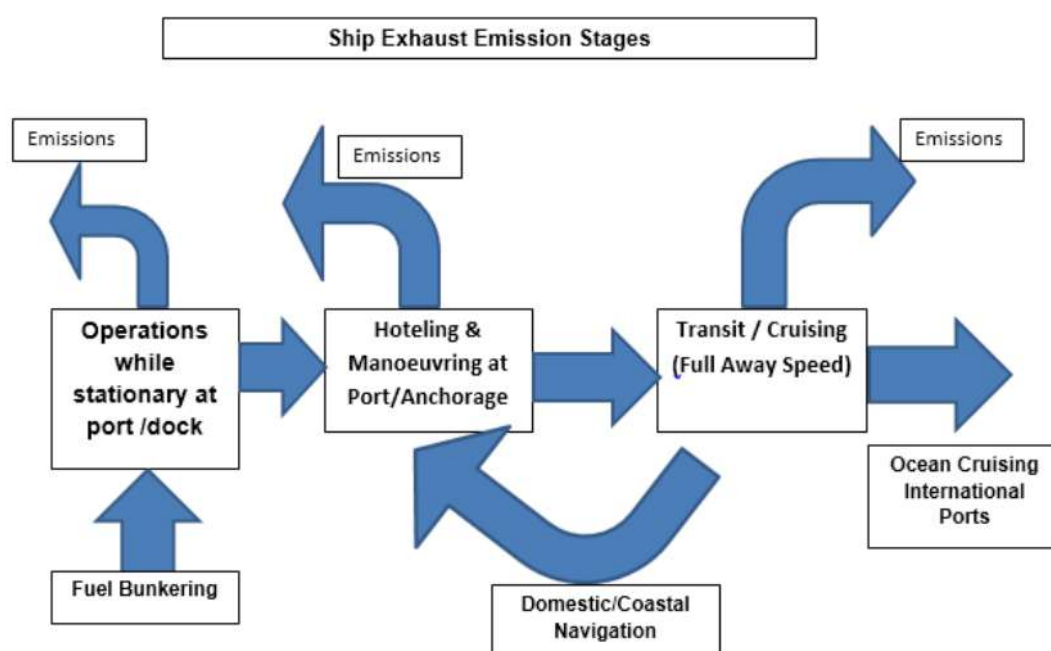 Ship Exhaust Emission Stages
Emissions
Emissions
Emissions
Operations
while
stationary at
port /dock
Hoteling &
Manoeuvring at
Port/Anchorage
Transit / Cruising
(Full Away Speed)
Ocean Cruising
International
Ports
Fuel Bunkering
Domestic/Coastal
Navigation